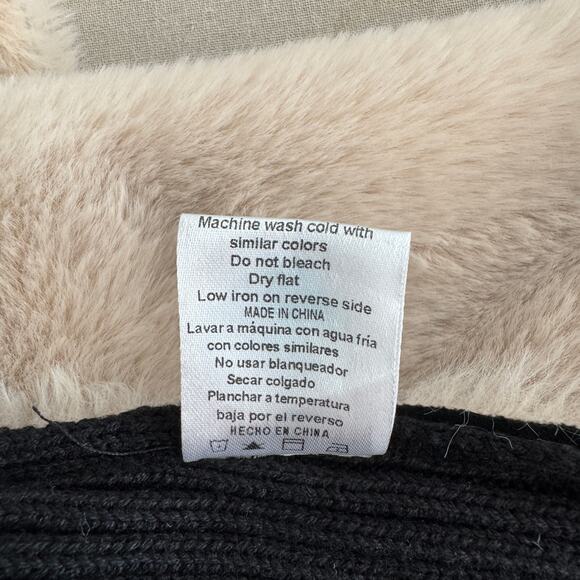 Machine wash cold with
similar colors
Do not bleach
Dry flat
Low iron on reverse side
MADE IN CHINA
Lavar a máquina con agua fría
con colores similares
No usar blanqueador
Secar colgado
Planchar a temperatura
baja por el reverso
HECHO EN CHINA